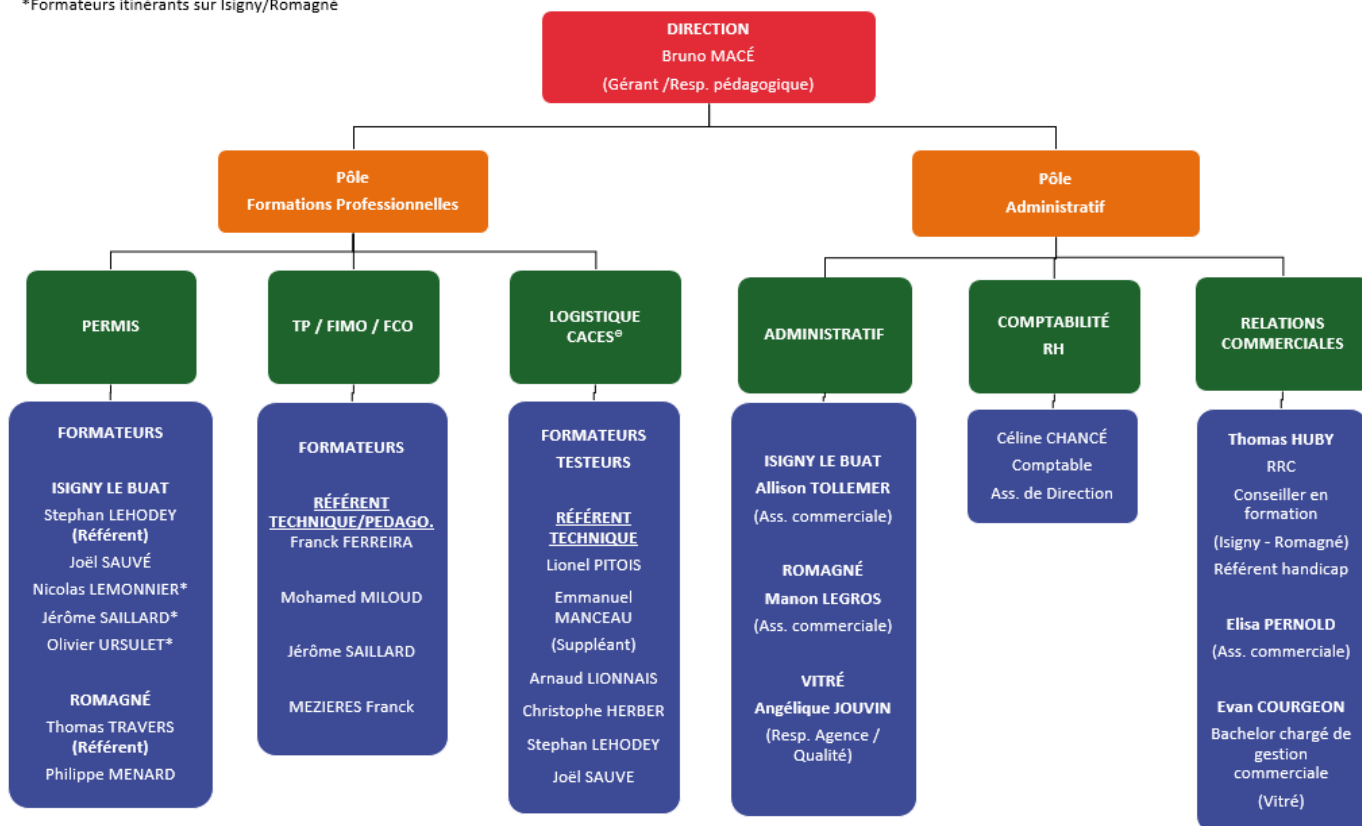 *Formateurs itinérants sur Isigny/Romagné
DIRECTION
Bruno MACÉ
(Gérant /Resp. pédagogique)
Pôle
Formations Professionnelles
Pôle
Administratif
PERMIS
TP / FIMO / FCO
LOGISTIQUE
CACES®
ADMINISTRATIF
COMPTABILITÉ
RH
RELATIONS
COMMERCIALES
FORMATEURS
ISIGNY LE BUAT
Stephan LEHODEY
(Référent)
Joël SAUVÉ
Nicolas LEMONNIER*
Jérôme SAILLARD*
Olivier URSULET*
ROMAGNÉ
Thomas TRAVERS
(Référent)
Philippe MENARD
FORMATEURS
RÉFÉRENT
TECHNIQUE/PEDAGO.
Franck FERREIRA
Mohamed MILOUD
Jérôme SAILLARD
MEZIERES Franck
FORMATEURS
TESTEURS
RÉFÉRENT
TECHNIQUE
Lionel PITOIS
Emmanuel
MANCEAU
(Suppléant)
Arnaud LIONNAIS
Christophe HERBER
Stephan LEHODEY
Joël SAUVE
ISIGNY LE BUAT
Allison TOLLEMER
(Ass. commerciale)
ROMAGNÉ
Manon LEGROS
(Ass. commerciale)
VITRÉ
Angélique JOUVIN
(Resp. Agence /
Qualité)
Céline CHANCÉ
Comptable
Ass. de Direction
Thomas HUBY
RRC
Conseiller en
formation
(Isigny - Romagné)
Référent handicap
Elisa PERNOLD
(Ass. commerciale)
Evan COURGEON
Bachelor chargé de
gestion
commerciale
(Vitré)